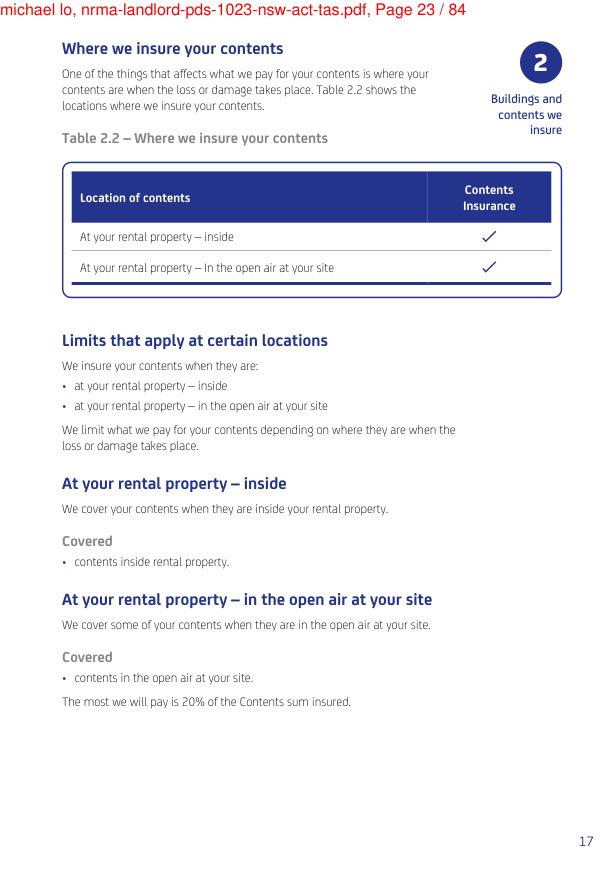 michael lo, nrma-landlord-pds-1023-nsw-act-tas.pdf, Page 23 / 84
Where we insure your contents
One of the things that affects what we pay for your contents is where your
contents are when the loss or damage takes place. Table 2.2 shows the
locations where we insure your contents.
2
Buildings and
contents we
insure
Table 2.2 – Where we insure your contents
Location of contents
Contents
Insurance
At your rental property – inside ✓
At your rental property – In the open air at your site ✓
Limits that apply at certain locations
We insure your contents when they are:
• at your rental property – inside
• at your rental property – in the open air at your site
We limit what we pay for your contents depending on where they are when the
loss or damage takes place.
At your rental property – inside
We cover your contents when they are inside your rental property.
Covered
• contents inside rental property.
At your rental property – in the open air at your site
We cover some of your contents when they are in the open air at your site.
Covered
• contents in the open air at your site.
The most we will pay is 20% of the Contents sum insured.
17